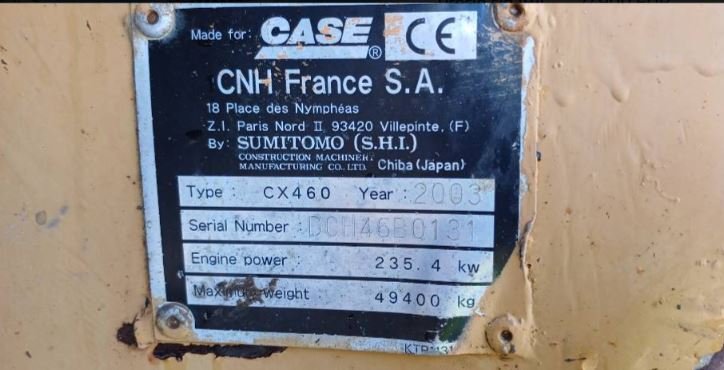 Made for: CASE ® CE
CNH France S.A.
18 Place des Nymphéas
Z.I. Paris Nord II 93420 Villepinte. (F)
By: SUMITOMO (S.H.I.)
CONSTRUCTION MACHINERY
MANUFACTURING CO. LTD. Chiba (Japan)
Type : CX460 Year : 2003
Serial Number : DCH46B0131
Engine power : 235.4 kw
Maximum weight : 49400 kg